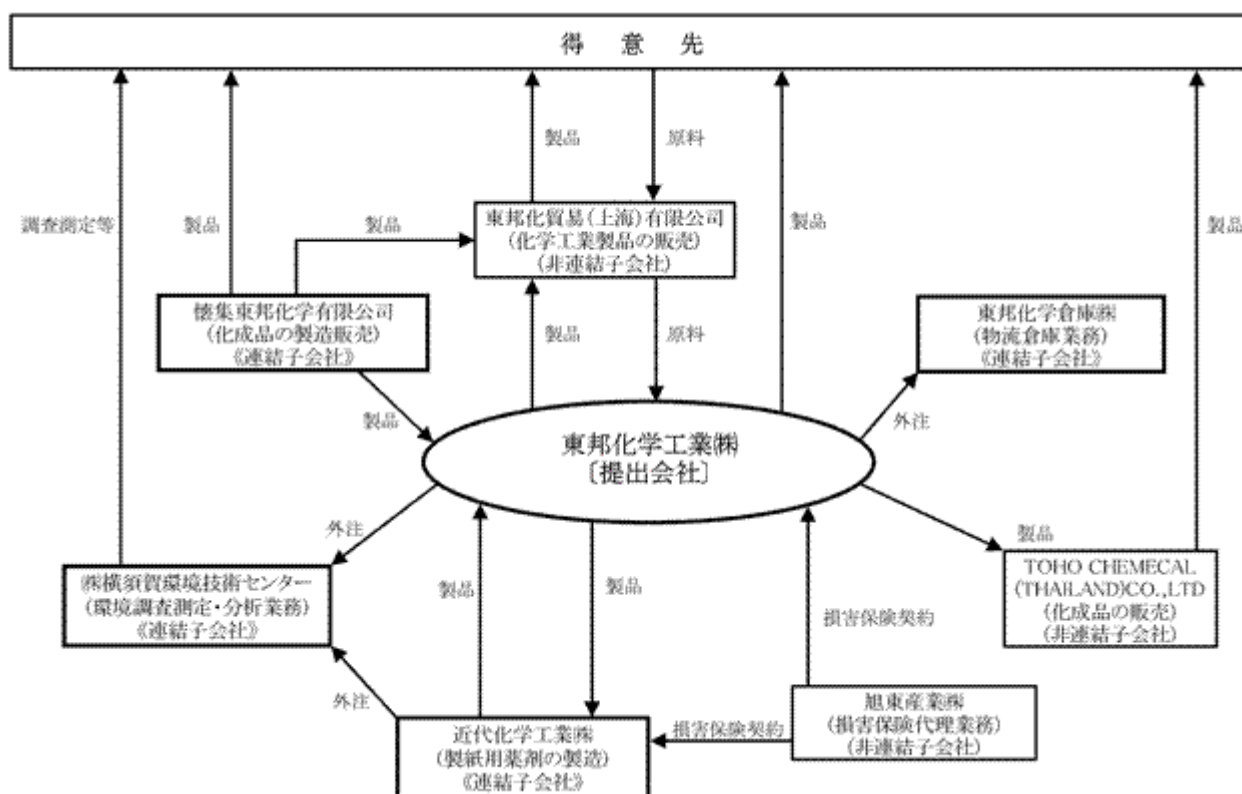 得意先
製品
原料
調査測定等
製品
製品
製品
製品
東邦化貿易(上海)有限公司
(化学工業製品の販売)
(非連結子会社)
懐集東邦化学有限公司
(化成品の製造販売)
《連結子会社》
製品
原料
東邦化学倉庫㈱
(物流倉庫業務)
《連結子会社》
製品
外注
東邦化学工業㈱
〔提出会社〕
外注
製品
㈱横須賀環境技術センター
(環境調査測定・分析業務)
《連結子会社》
製品
製品
TOHO CHEMECAL
(THAILAND)CO.,LTD
(化成品の販売)
(非連結子会社)
損害保険契約
外注
近代化学工業㈱
(製紙用薬剤の製造)
《連結子会社》
損害保険契約
旭東産業㈱
(損害保険代理業務)
(非連結子会社)